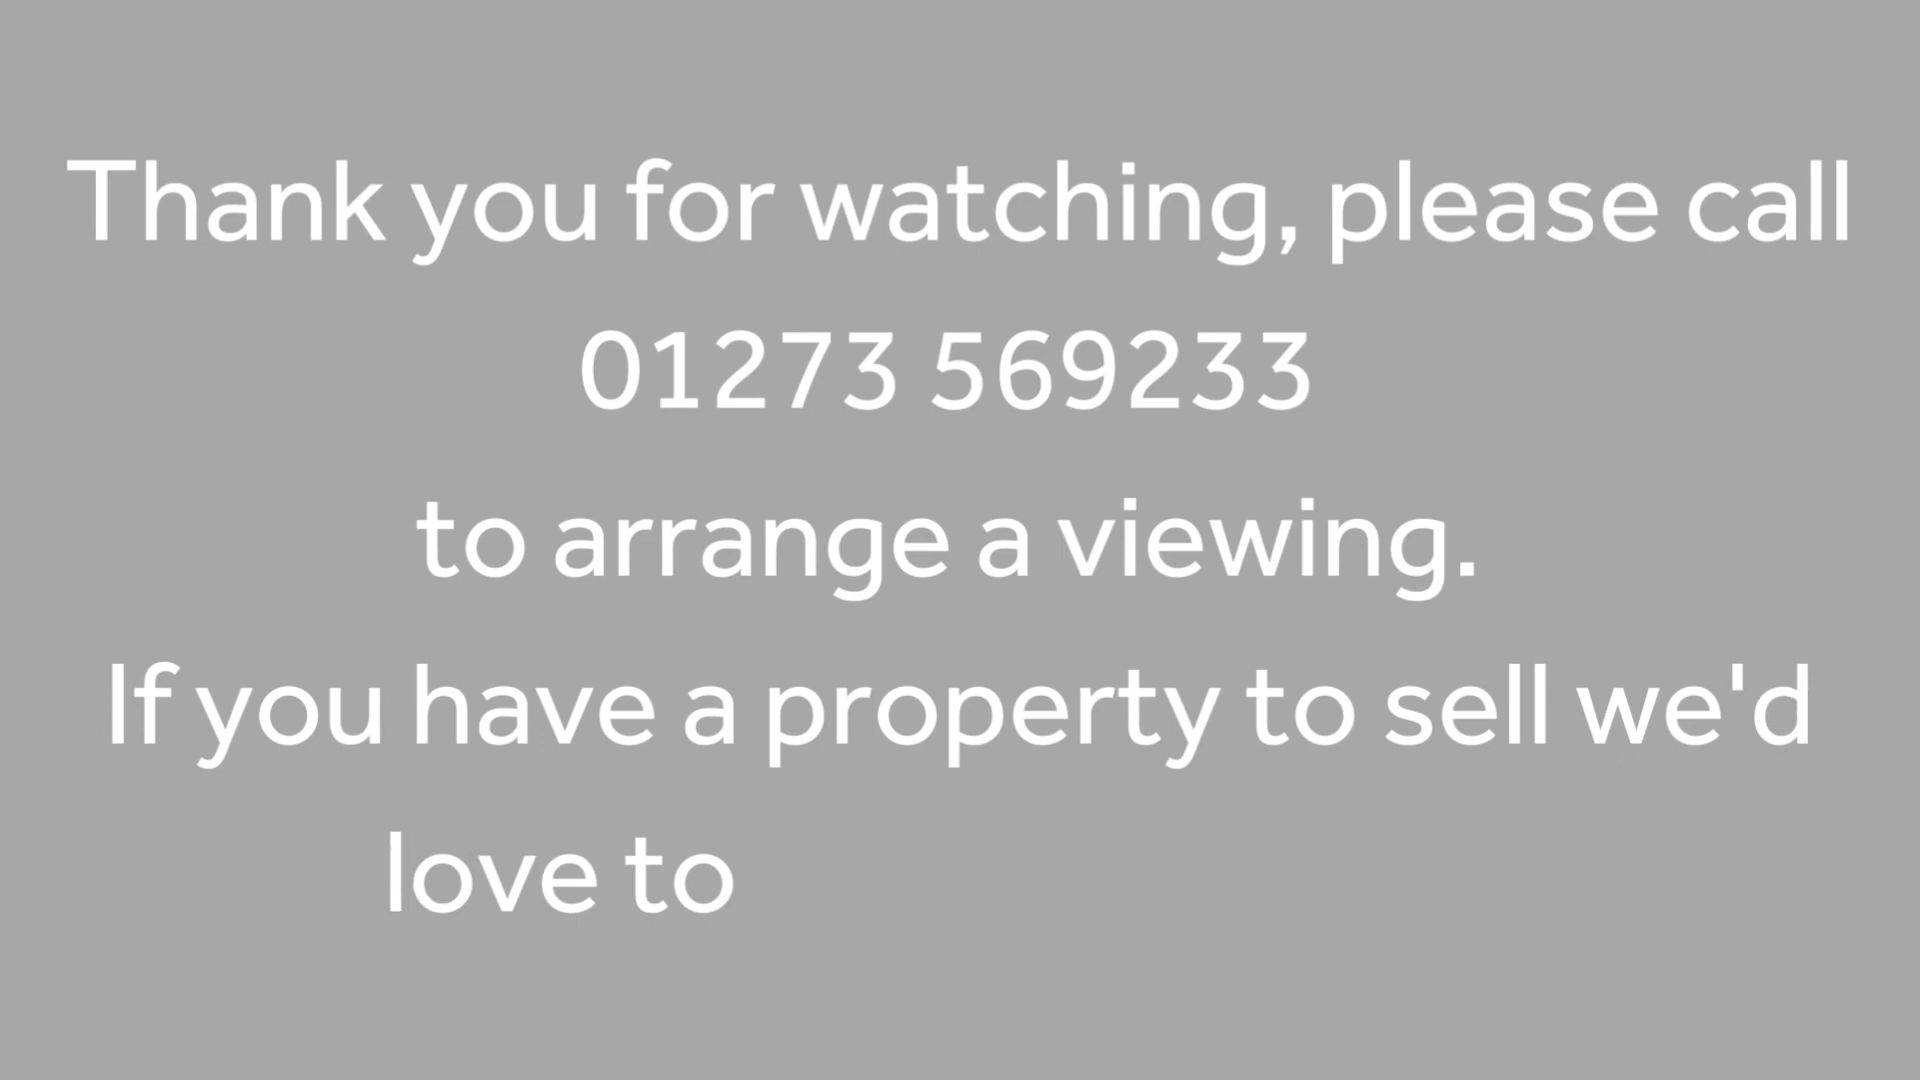 Thank you for watching, please call
01273 569233
to arrange a viewing.
If you have a property to sell we'd
love to